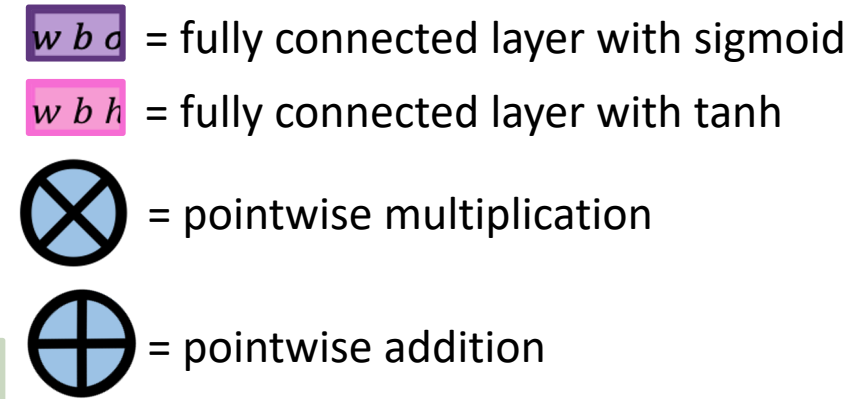 w b σ = fully connected layer with sigmoid
w b h = fully connected layer with tanh
= pointwise multiplication
= pointwise addition